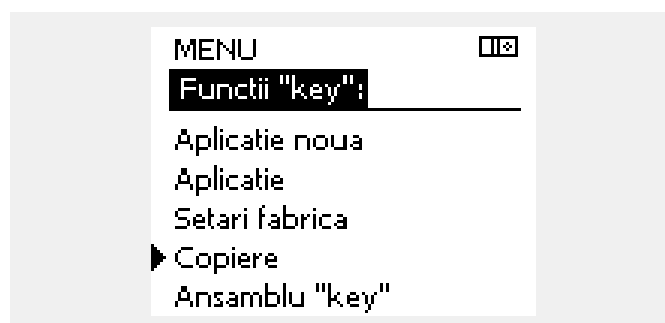 MENU
Functii "key":
Aplicatie noua
Aplicatie
Setari fabrica
Copiere
Ansamblu "key"